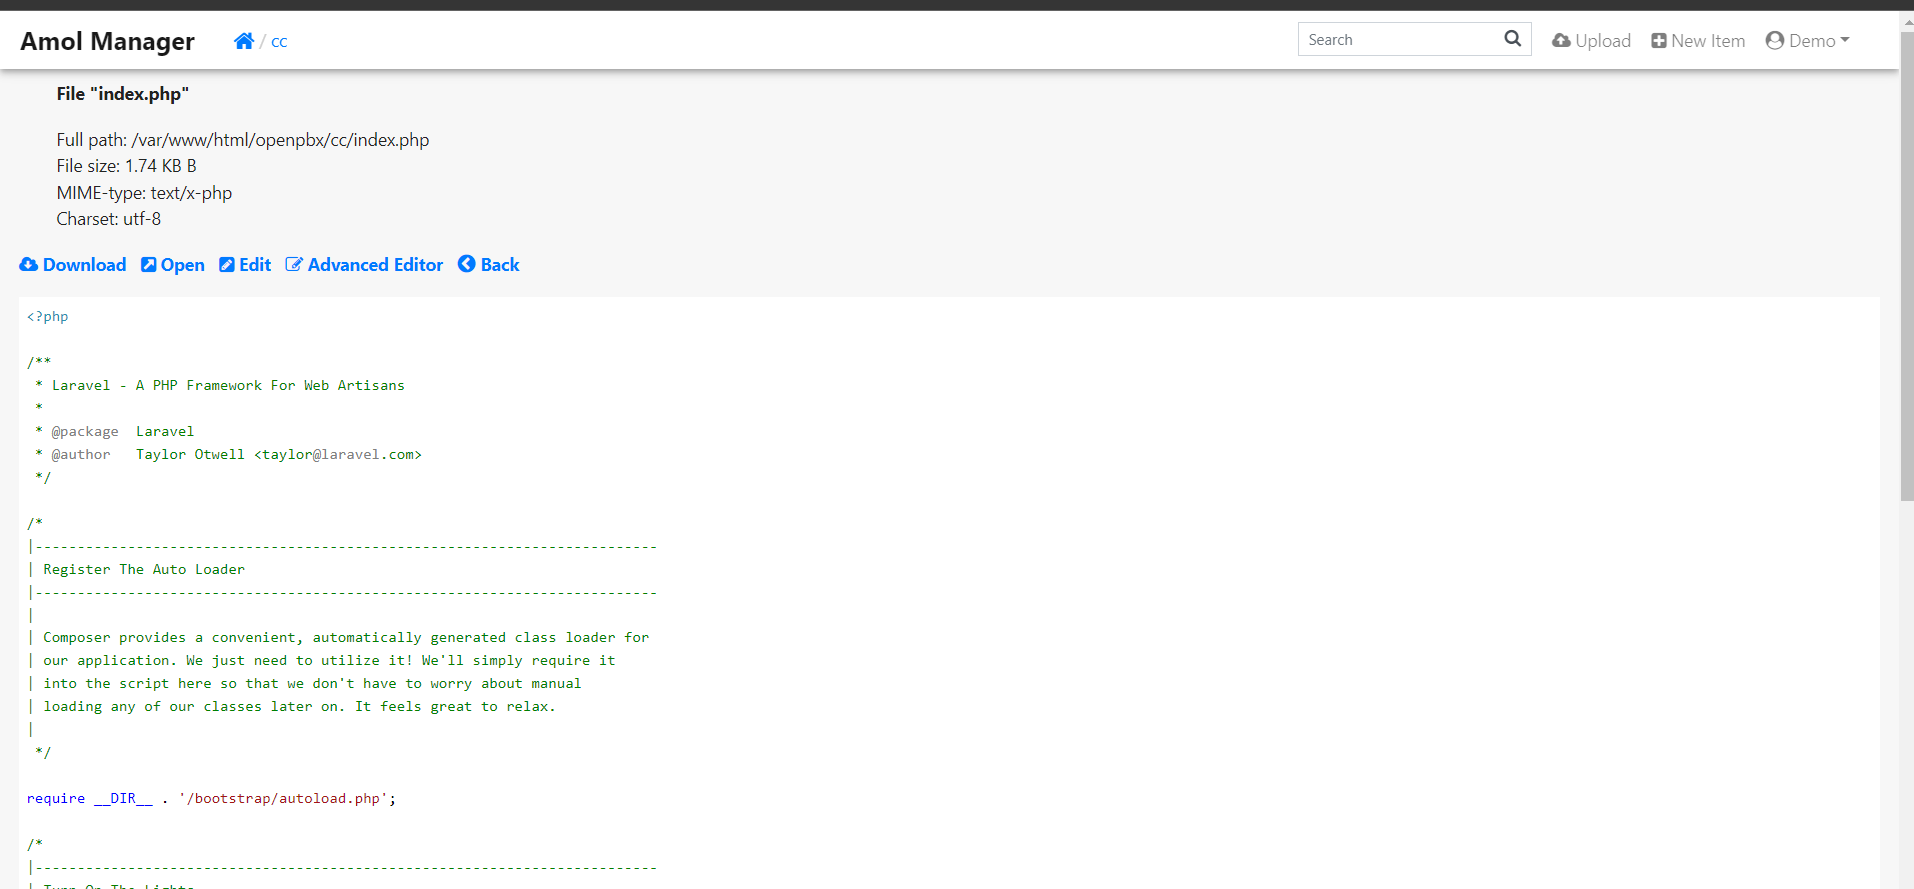 Amol Manager / cc Search Upload New Item Demo
File "index.php"
Full path: /var/www/html/openpbx/cc/index.php
File size: 1.74 KB B
MIME-type: text/x-php
Charset: utf-8
Download Open Edit Advanced Editor Back
<?php
/**
* Laravel - A PHP Framework For Web Artisans
*
* @package  Laravel
* @author   Taylor Otwell <taylor@laravel.com>
*/
/*
|--------------------------------------------------------------------------
| Register The Auto Loader
|--------------------------------------------------------------------------
|
| Composer provides a convenient, automatically generated class loader for
| our application. We just need to utilize it! We'll simply require it
| into the script here so that we don't have to worry about manual
| loading any of our classes later on. It feels great to relax.
|
*/
require __DIR__ . '/bootstrap/autoload.php';
/*
|--------------------------------------------------------------------------
| Turn On The Lights